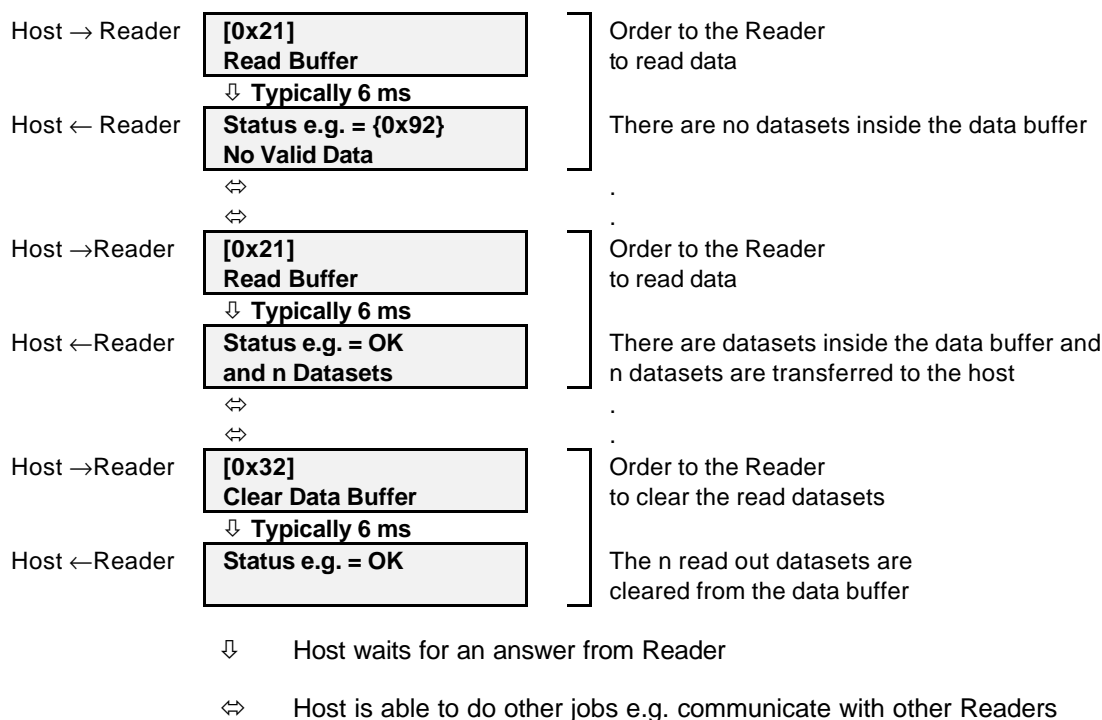 Host → Reader [0x21] Order to the Reader
Read Buffer to read data
⇩ Typically 6 ms
Host ← Reader Status e.g. = {0x92} There are no datasets inside the data buffer
No Valid Data
⇔ .
⇔ .
Host →Reader [0x21] Order to the Reader
Read Buffer to read data
⇩ Typically 6 ms
Host ←Reader Status e.g. = OK There are datasets inside the data buffer and
and n Datasets n datasets are transferred to the host
⇔ .
⇔ .
Host →Reader [0x32] Order to the Reader
Clear Data Buffer to clear the read datasets
⇩ Typically 6 ms
Host ←Reader Status e.g. = OK The n read out datasets are
cleared from the data buffer
⇩ Host waits for an answer from Reader
⇔ Host is able to do other jobs e.g. communicate with other Readers